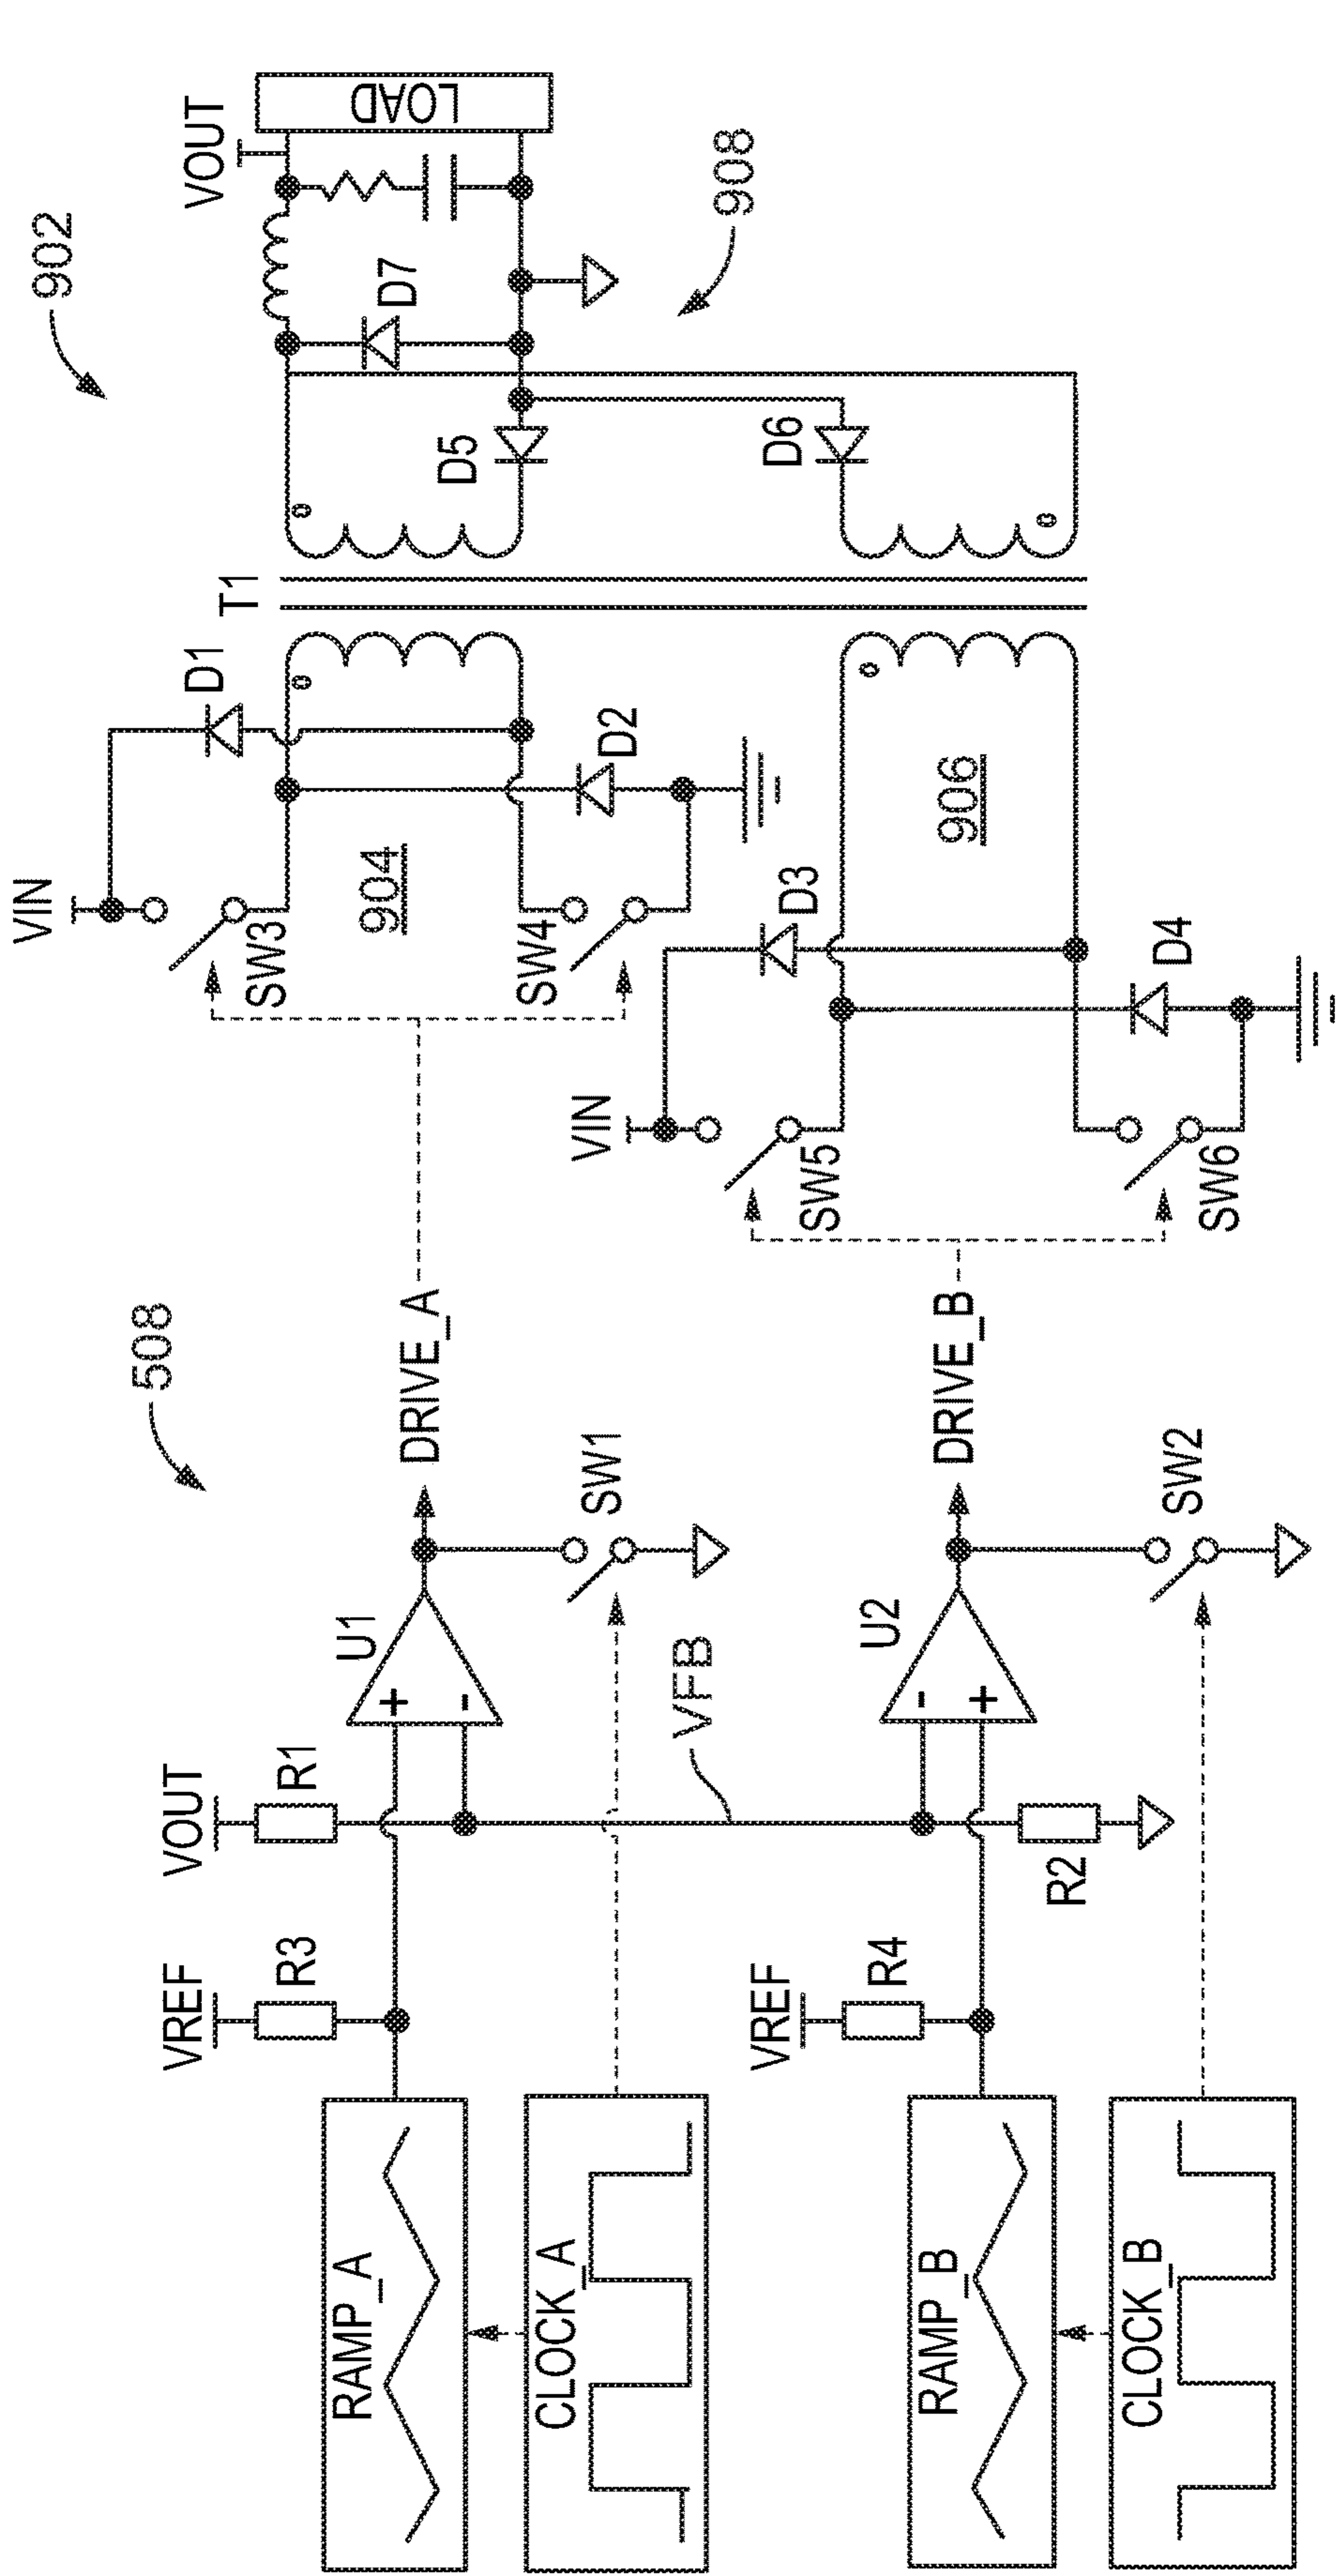 902
VOUT
LOAD
908
D7
D5
D6
T1
D1
D2
VIN
904
SW3
SW4
906
D3
D4
VIN
SW5
SW6
508
DRIVE_A
DRIVE_B
SW1
SW2
U1
+
-
U2
-
+
VFB
VOUT
R1
R2
VREF
R3
VREF
R4
RAMP_A
CLOCK_A
RAMP_B
CLOCK_B